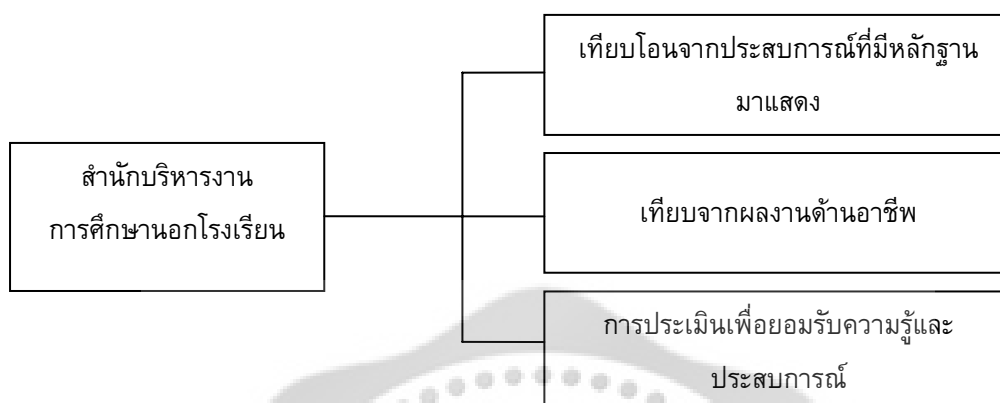 เทียบโอนจากประสบการณ์ที่มีหลักฐาน
มาแสดง
สำนักบริหารงาน
การศึกษานอกโรงเรียน
เทียบจากผลงานด้านอาชีพ
การประเมินเพื่อยอมรับความรู้และ
ประสบการณ์